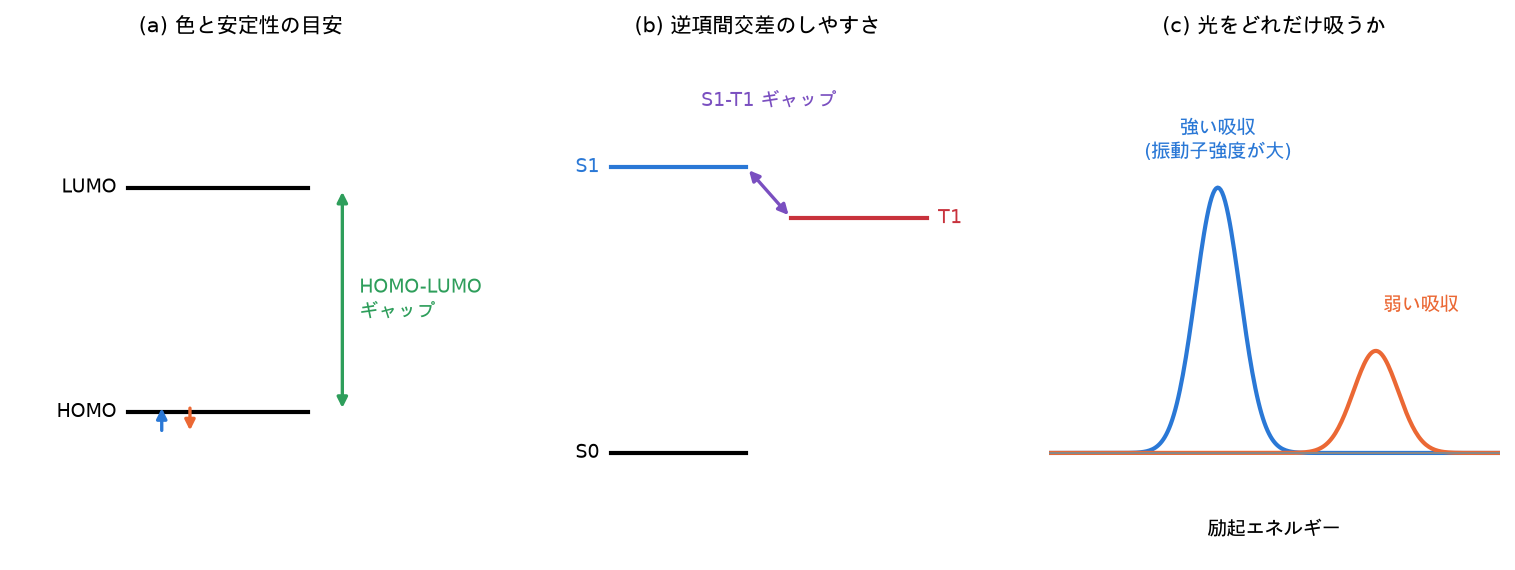 (a) 色と安定性の目安
LUMO
HOMO-LUMO
ギャップ
HOMO
(b) 逆項間交差のしやすさ
S1-T1 ギャップ
S1
T1
S0
(c) 光をどれだけ吸うか
強い吸収
(振動子強度が大)
弱い吸収
励起エネルギー